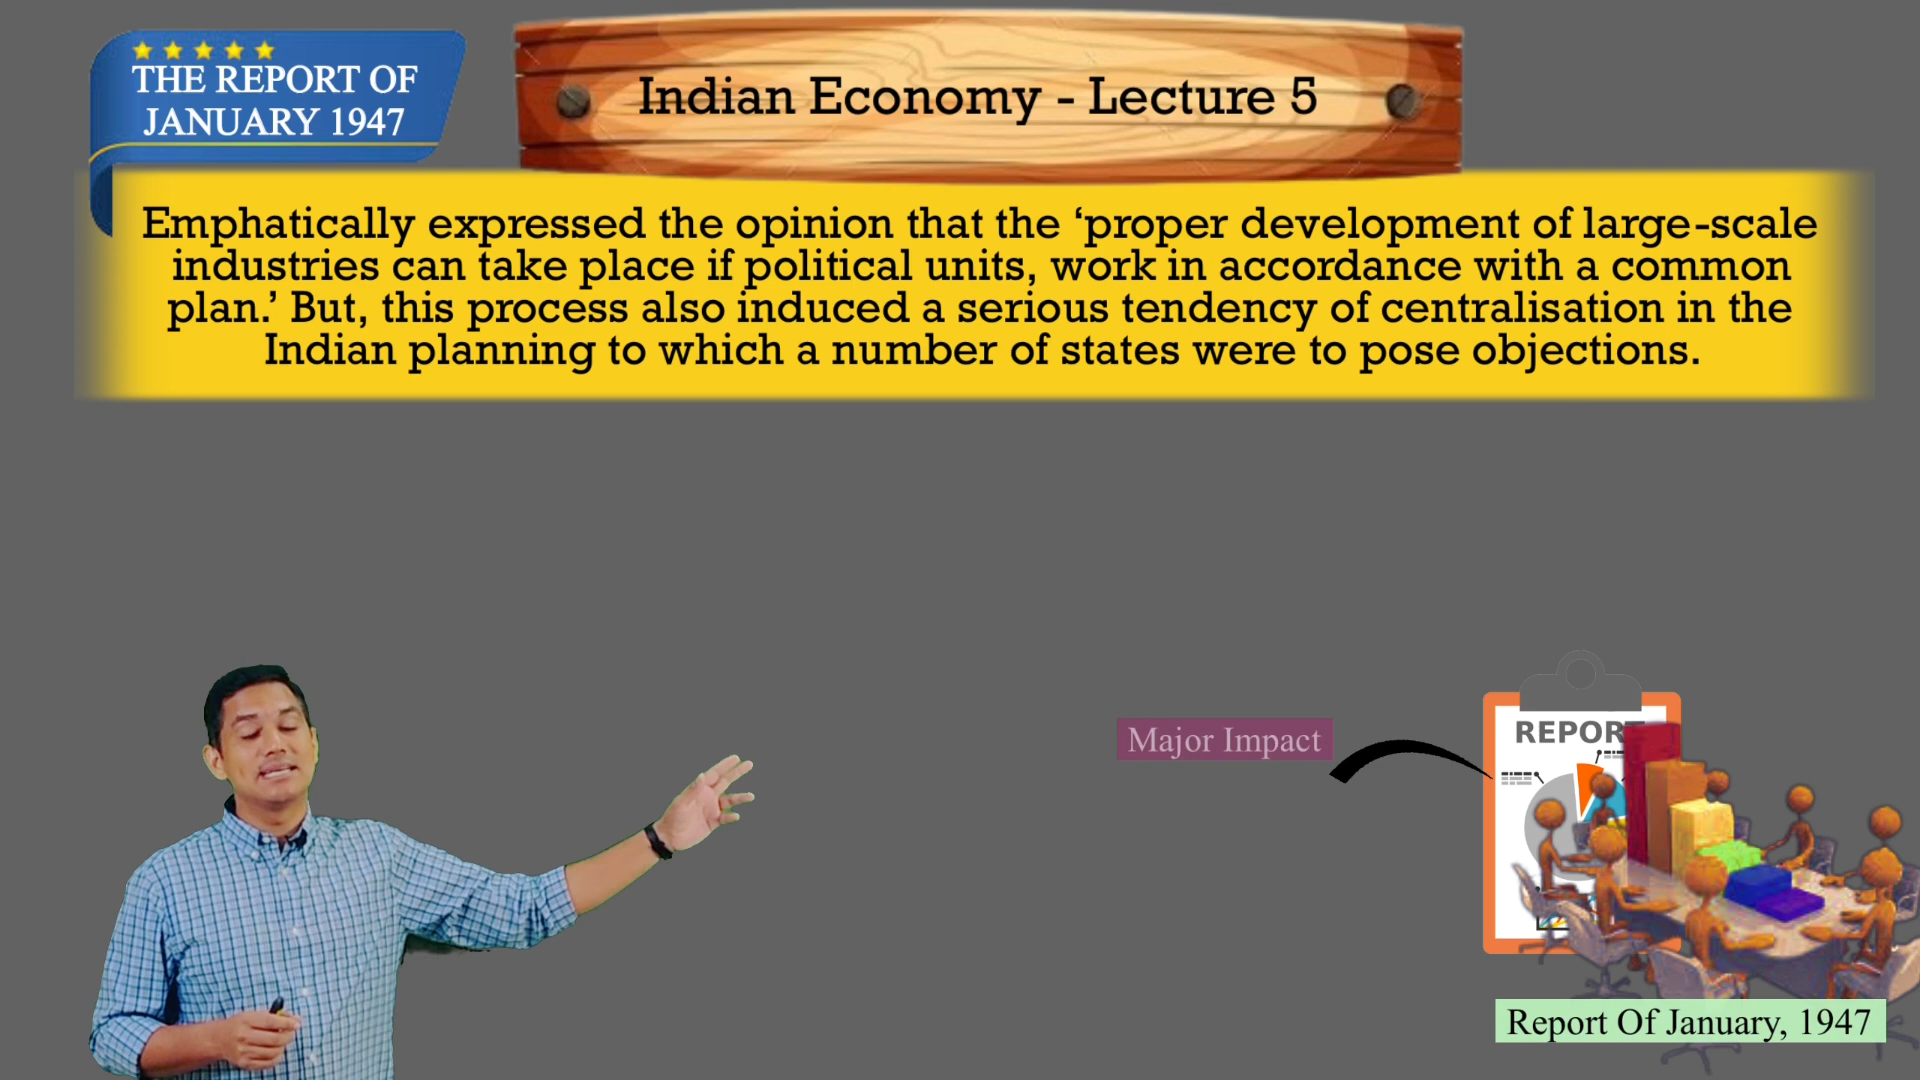 THE REPORT OF
JANUARY 1947
Indian Economy - Lecture 5
Emphatically expressed the opinion that the ‘proper development of large-scale
industries can take place if political units, work in accordance with a common
plan.’ But, this process also induced a serious tendency of centralisation in the
Indian planning to which a number of states were to pose objections.
Major Impact
REPORT
Report Of January, 1947